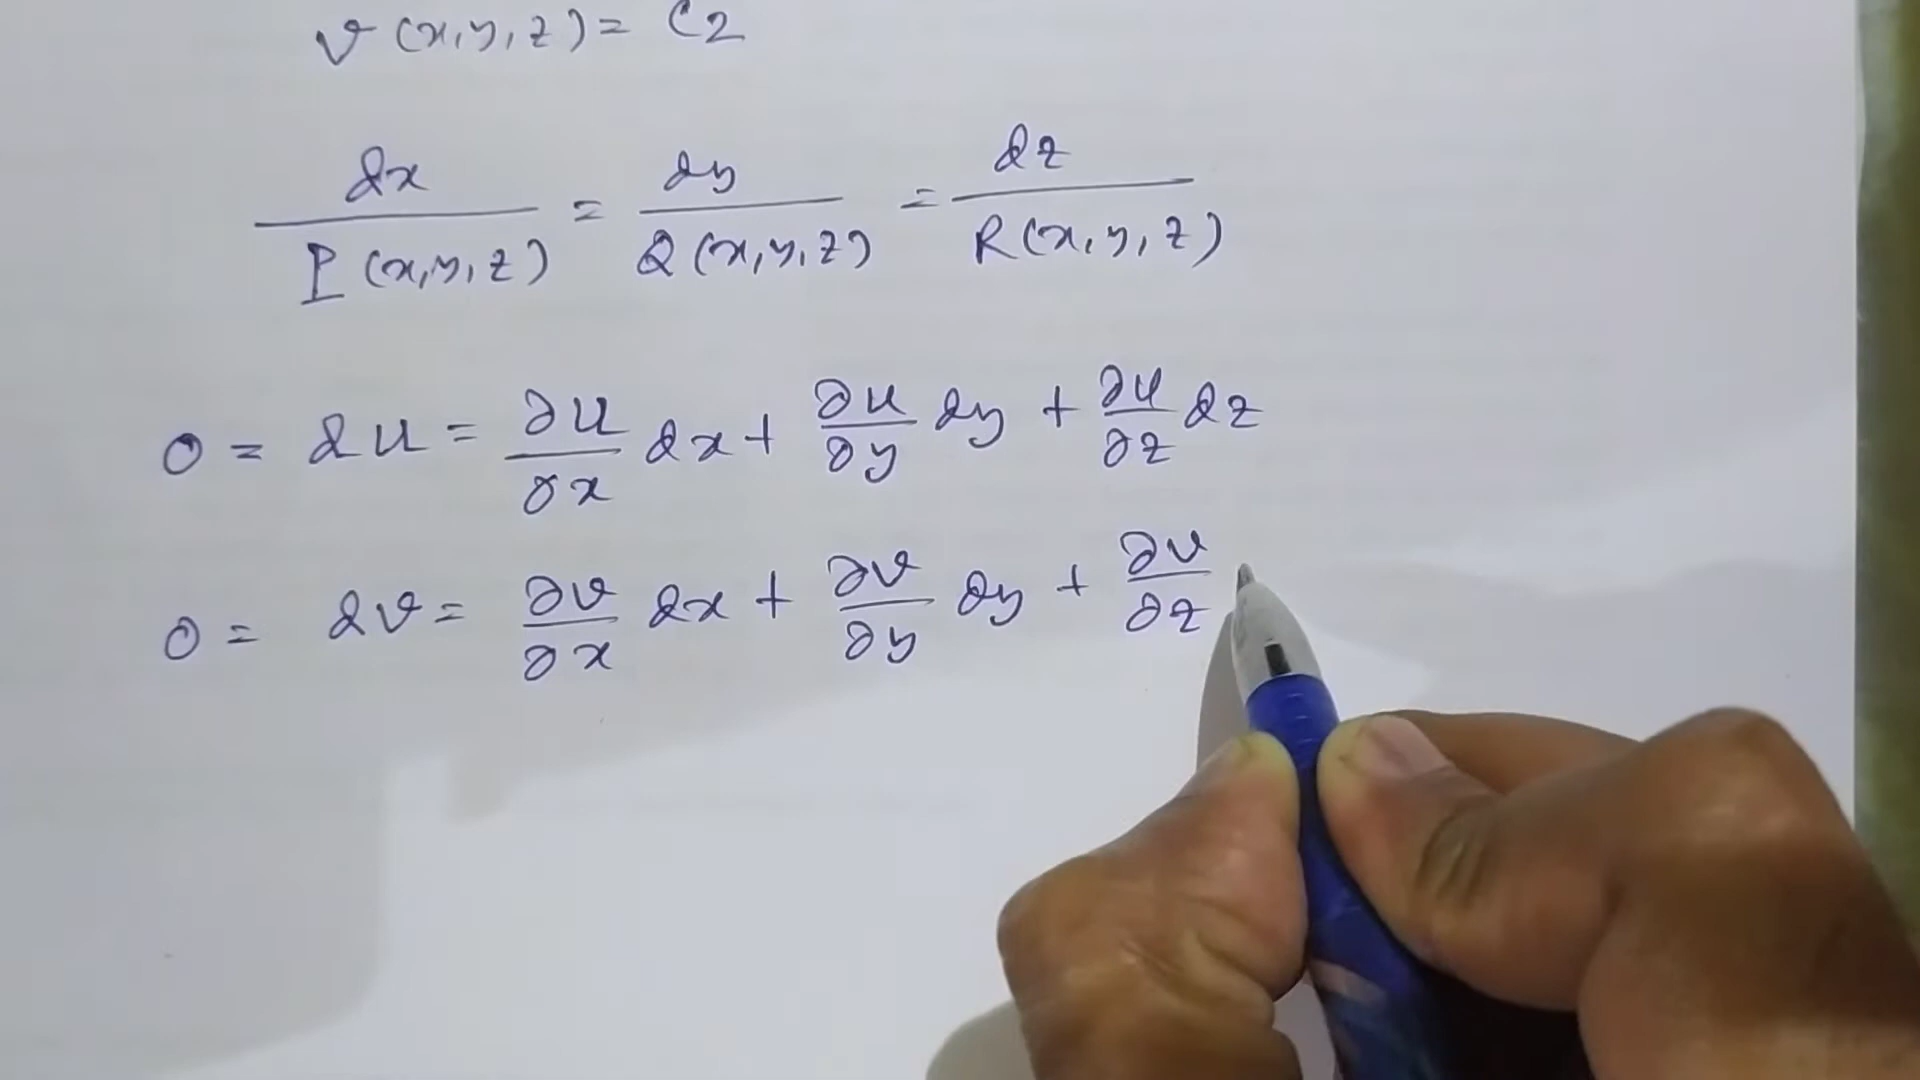 v(x,y,z) = C2
dx / P(x,y,z) = dy / Q(x,y,z) = dz / R(x,y,z)
0 = du = ∂u/∂x dx + ∂u/∂y dy + ∂u/∂z dz
0 = dv = ∂v/∂x dx + ∂v/∂y dy + ∂v/∂z